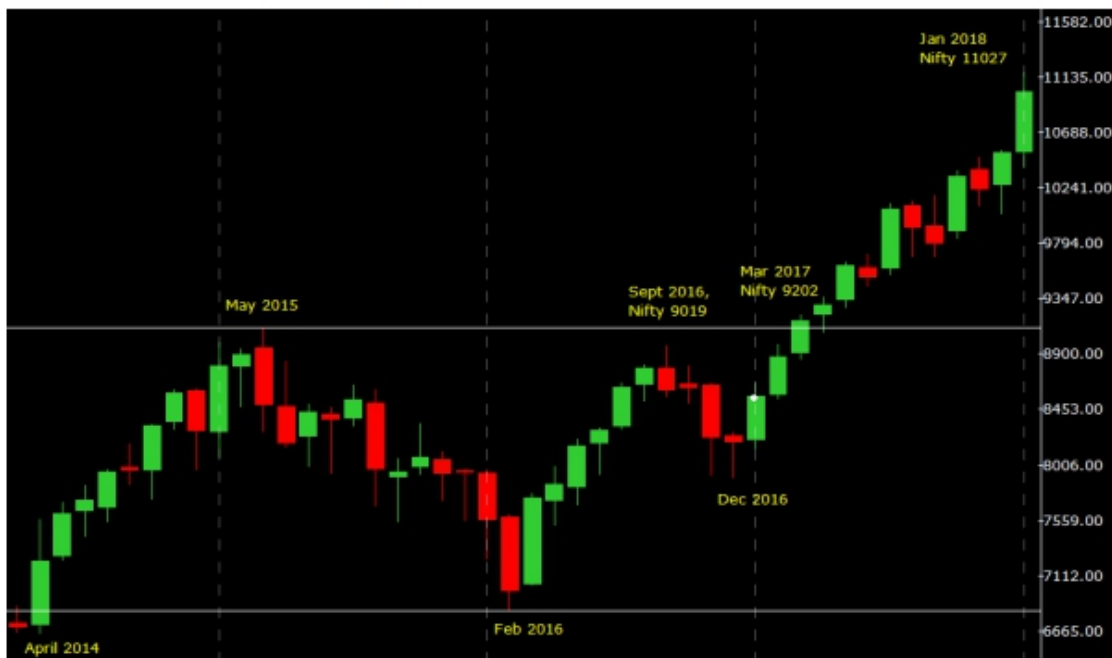 11582.00
Jan 2018
Nifty 11027
11135.00
10688.00
10241.00
9794.00
Mar 2017
Nifty 9202
Sept 2016,
Nifty 9019
9347.00
May 2015
8900.00
8453.00
8006.00
Dec 2016
7559.00
7112.00
Feb 2016
6665.00
April 2014